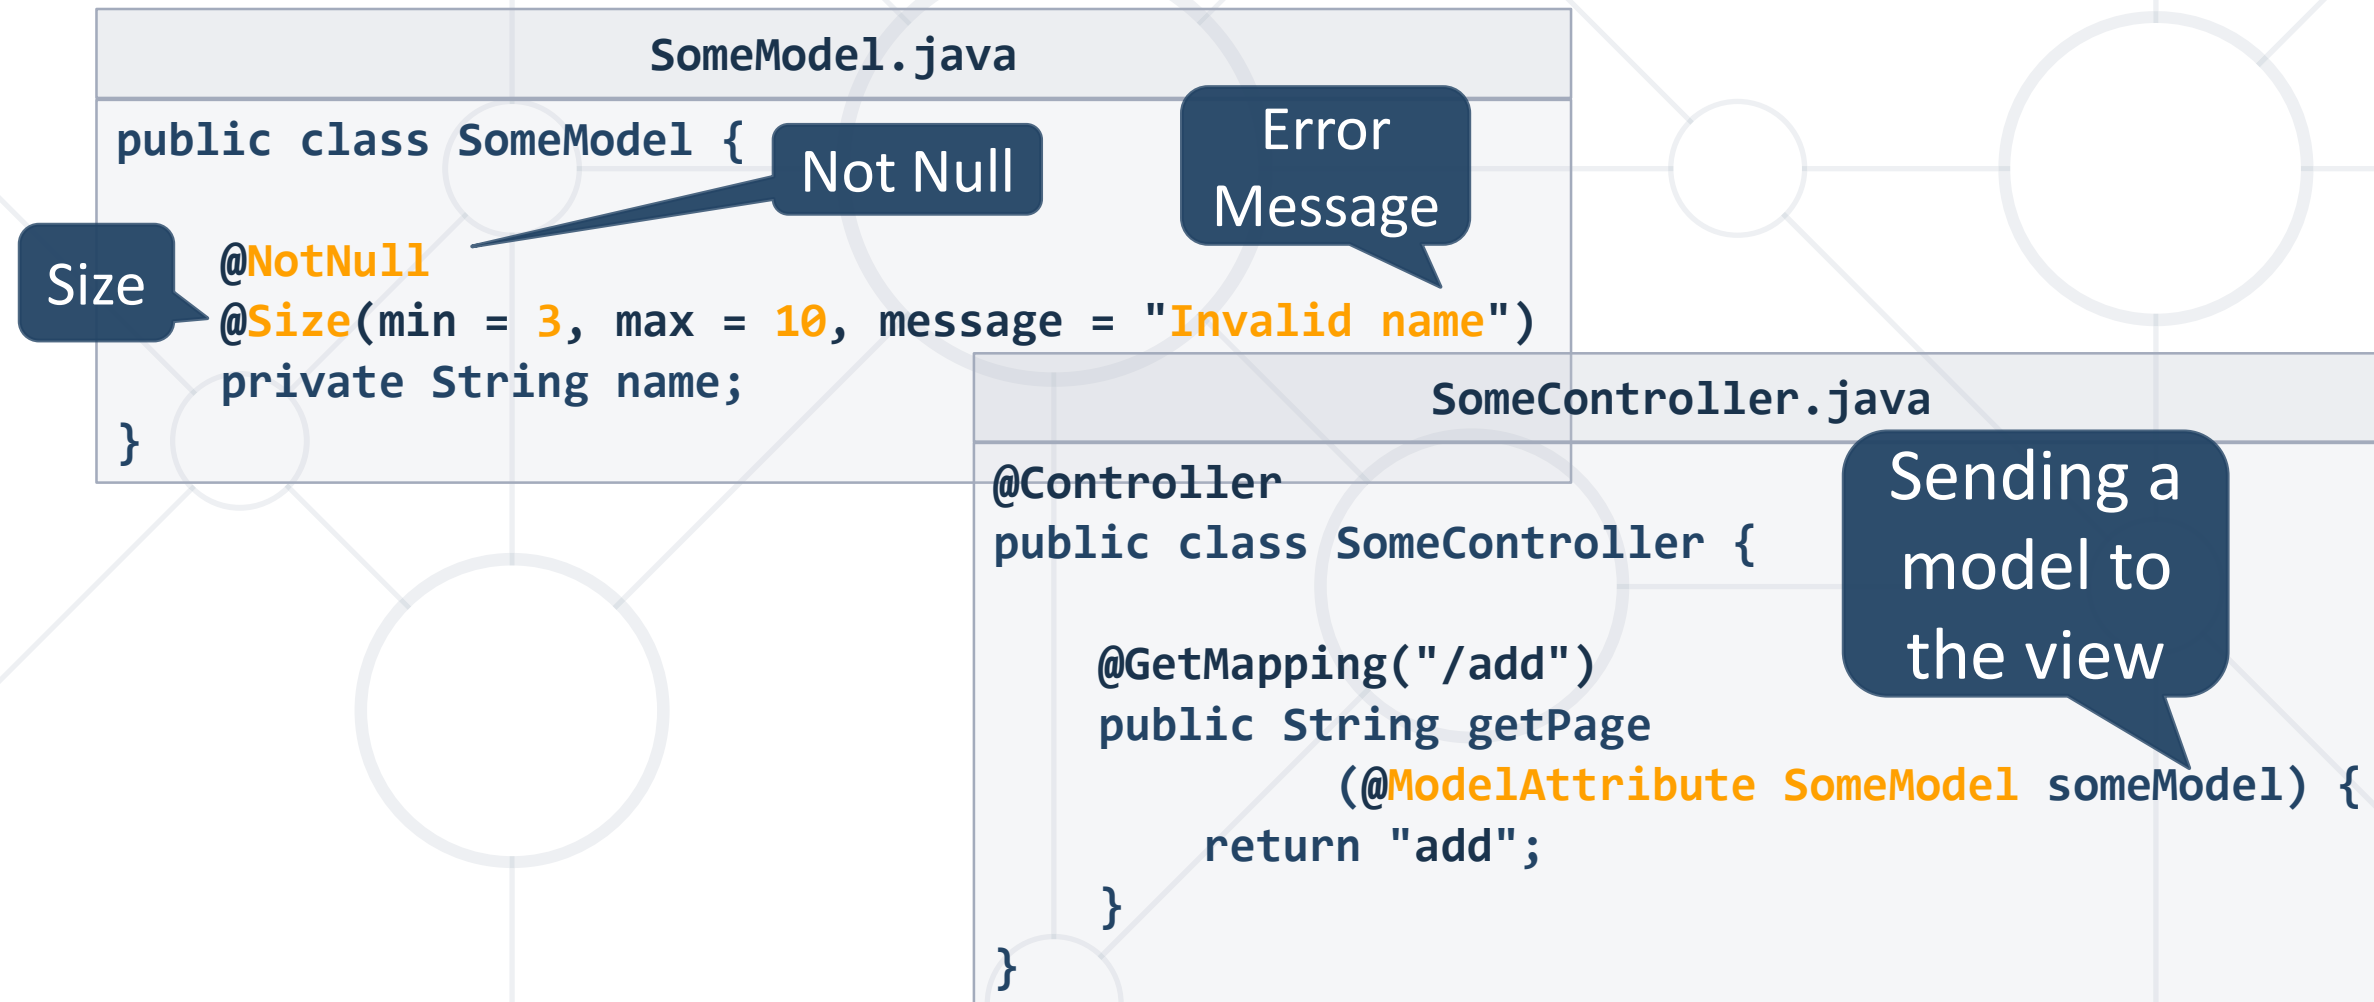 SomeModel.java
public class SomeModel {
Not Null
Error
Message
Size
@NotNull
@Size(min = 3, max = 10, message = "Invalid name")
private String name;
}
SomeController.java
@Controller
public class SomeController {
Sending a
model to
the view
@GetMapping("/add")
public String getPage
(@ModelAttribute SomeModel someModel) {
return "add";
}
}